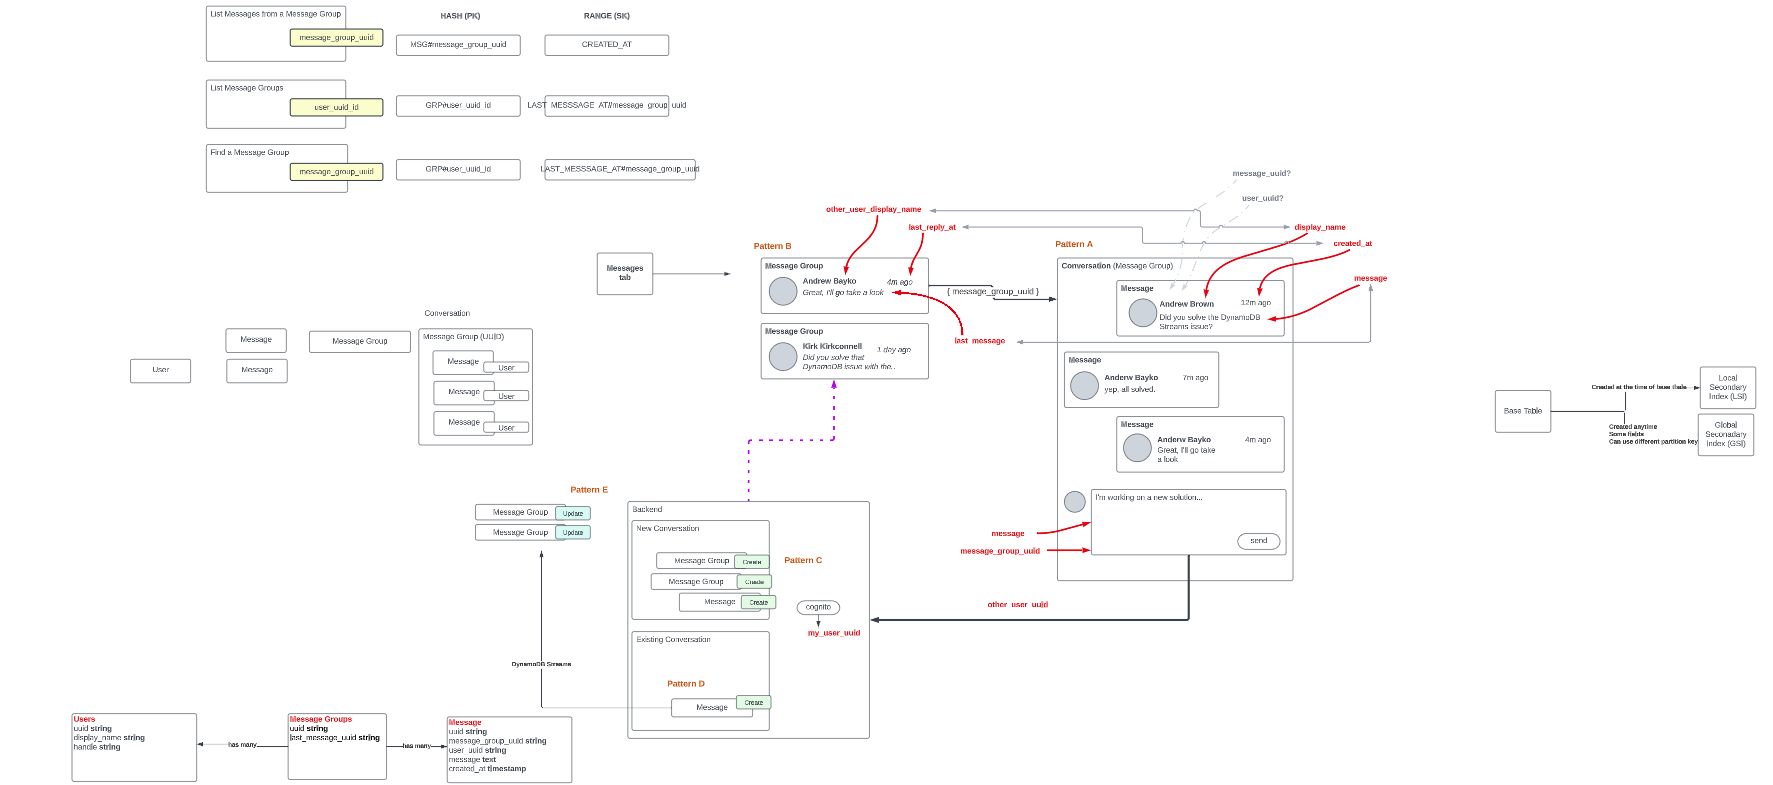 List Messages from a Message Group
message_group_uuid
HASH (PK)
RANGE (SK)
MSG#message_group_uuid
CREATED_AT
List Message Groups
user_uuid_id
GRP#user_uuid_id
LAST_MESSSAGE_AT#message_group_uuid
Find a Message Group
message_group_uuid
GRP#user_uuid_id
LAST_MESSSAGE_AT#message_group_uuid
message_uuid?
user_uuid?
other_user_display_name
last_reply_at
display_name
created_at
message
Pattern B
Pattern A
Messages
tab
Message Group
Andrew Bayko
4m ago
Great, I'll go take a look
{ message_group_uuid }
Message Group
Kirk Kirkconnell
1 day ago
Did you solve that
DynamoDB issue with the..
last_message
Conversation (Message Group)
Message
Andrew Brown
12m ago
Did you solve the DynamoDB
Streams issue?
Message
Anderw Bayko
7m ago
yep, all solved.
Message
Anderw Bayko
4m ago
Great, I'll go take
a look
I'm working on a new solution...
send
message
message_group_uuid
other_user_uuid
Conversation
Message
Message Group
User
Message
Message Group (UUID)
Message
User
Message
User
Message
User
Base Table
Created at the time of base table
Local
Secondary
Index (LSI)
Created anytime
Some fields
Can use different partition key
Global
Seconadary
Index (GSI)
Pattern E
Message Group
Update
Message Group
Update
Backend
New Conversation
Message Group
Create
Pattern C
Message Group
Create
Message
Create
cognito
my_user_uuid
Existing Conversation
Pattern D
Message
Create
DynamoDB Streams
Users
uuid string
display_name string
handle string
has many
Message Groups
uuid string
last_message_uuid string
has many
Message
uuid string
message_group_uuid string
user_uuid string
message text
created_at timestamp